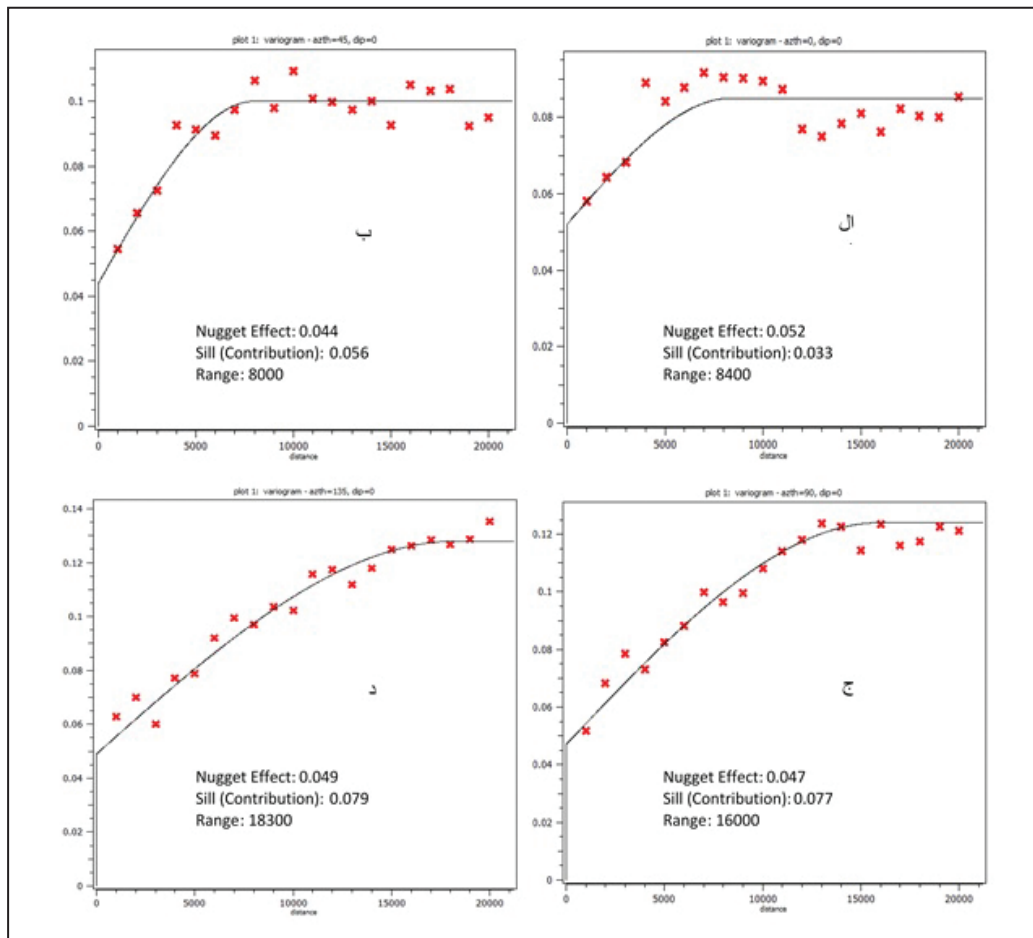 plot 1: variogram - azth=45, dip=0
0.1
0.08
0.06
0.04
0.02
0
0
5000
10000
15000
20000
distance
ب
Nugget Effect: 0.044
Sill (Contribution): 0.056
Range: 8000
plot 1: variogram - azth=0, dip=0
0.08
0.06
0.04
0.02
0
0
5000
10000
15000
20000
distance
ال
Nugget Effect: 0.052
Sill (Contribution): 0.033
Range: 8400
plot 1: variogram - azth=135, dip=0
0.14
0.12
0.1
0.08
0.06
0.04
0.02
0
0
5000
10000
15000
20000
distance
د
Nugget Effect: 0.049
Sill (Contribution): 0.079
Range: 18300
plot 1: variogram - azth=90, dip=0
0.12
0.1
0.08
0.06
0.04
0.02
0
0
5000
10000
15000
20000
distance
ج
Nugget Effect: 0.047
Sill (Contribution): 0.077
Range: 16000